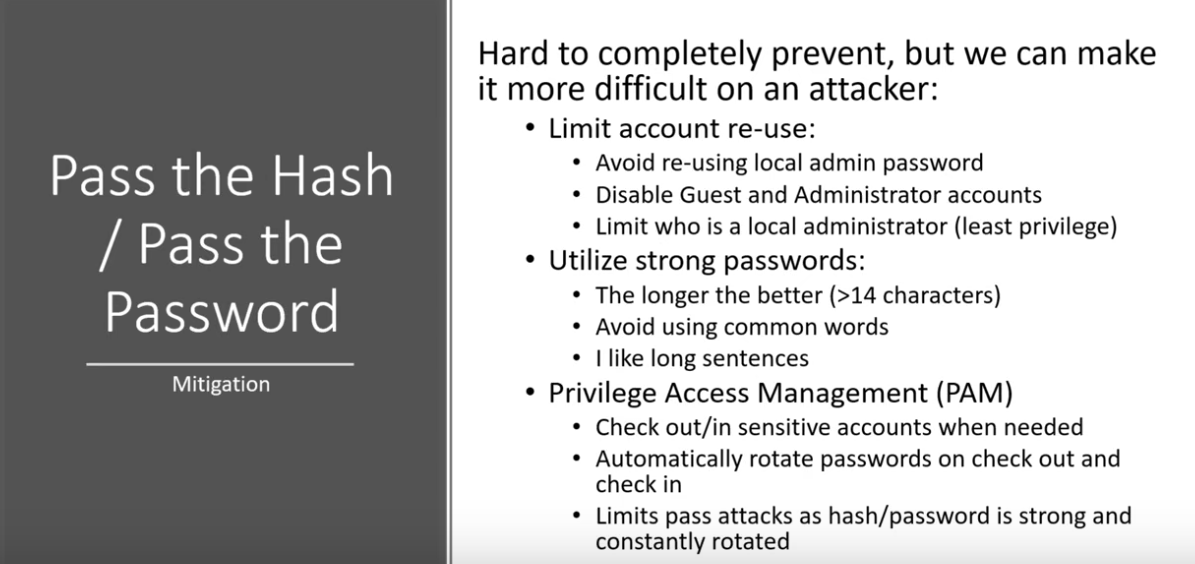 Pass the Hash
/ Pass the
Password
Mitigation
Hard to completely prevent, but we can make
it more difficult on an attacker:
• Limit account re-use:
• Avoid re-using local admin password
• Disable Guest and Administrator accounts
• Limit who is a local administrator (least privilege)
• Utilize strong passwords:
• The longer the better (>14 characters)
• Avoid using common words
• I like long sentences
• Privilege Access Management (PAM)
• Check out/in sensitive accounts when needed
• Automatically rotate passwords on check out and
check in
• Limits pass attacks as hash/password is strong and
constantly rotated